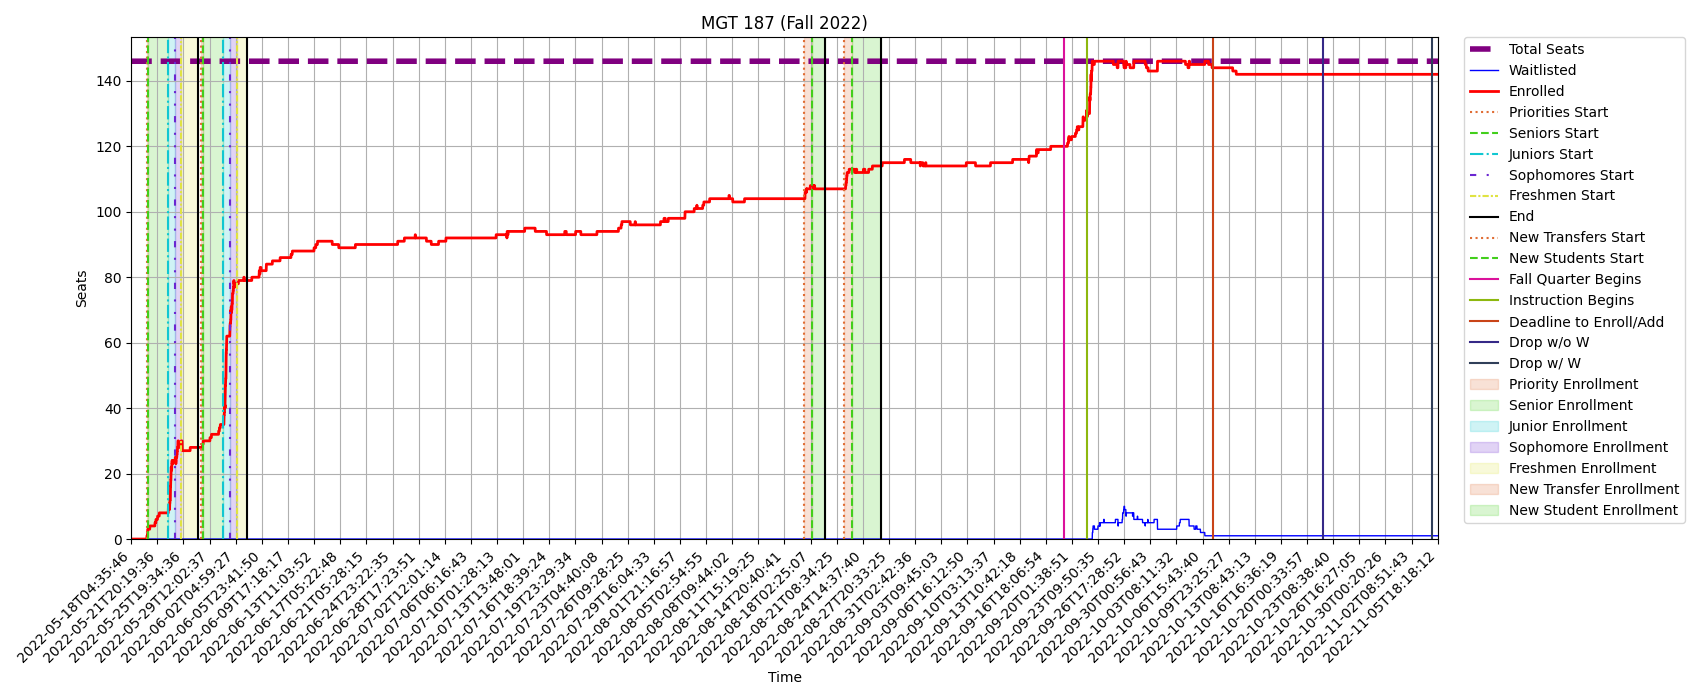 MGT 187 (Fall 2022)
Seats
140
120
100
80
60
40
20
0
2022-05-18T04:35:46
2022-05-21T20:19:36
2022-05-25T19:34:36
2022-05-29T12:02:37
2022-06-02T04:59:27
2022-06-05T23:41:50
2022-06-09T17:18:17
2022-06-13T11:03:52
2022-06-17T05:22:48
2022-06-21T05:28:15
2022-06-24T23:22:35
2022-06-28T17:23:51
2022-07-02T12:01:14
2022-07-06T06:16:43
2022-07-10T01:28:13
2022-07-13T13:48:01
2022-07-16T18:39:24
2022-07-19T23:29:34
2022-07-23T04:40:08
2022-07-26T09:28:25
2022-07-29T16:04:33
2022-08-01T21:16:57
2022-08-05T02:54:55
2022-08-08T09:44:02
2022-08-11T15:19:25
2022-08-14T20:40:41
2022-08-18T02:25:07
2022-08-21T08:34:25
2022-08-24T14:37:40
2022-08-27T20:33:25
2022-08-31T02:42:36
2022-09-03T09:45:03
2022-09-06T16:12:50
2022-09-10T03:13:37
2022-09-13T10:42:18
2022-09-16T18:06:54
2022-09-20T01:38:51
2022-09-23T09:50:35
2022-09-26T17:28:52
2022-09-30T00:56:43
2022-10-03T08:11:32
2022-10-06T15:43:40
2022-10-09T23:25:27
2022-10-13T08:43:13
2022-10-16T16:36:19
2022-10-20T00:33:57
2022-10-23T08:38:40
2022-10-26T16:27:05
2022-10-30T00:20:26
2022-11-02T08:51:43
2022-11-05T18:18:12
Time
Total Seats
Waitlisted
Enrolled
Priorities Start
Seniors Start
Juniors Start
Sophomores Start
Freshmen Start
End
New Transfers Start
New Students Start
Fall Quarter Begins
Instruction Begins
Deadline to Enroll/Add
Drop w/o W
Drop w/ W
Priority Enrollment
Senior Enrollment
Junior Enrollment
Sophomore Enrollment
Freshmen Enrollment
New Transfer Enrollment
New Student Enrollment